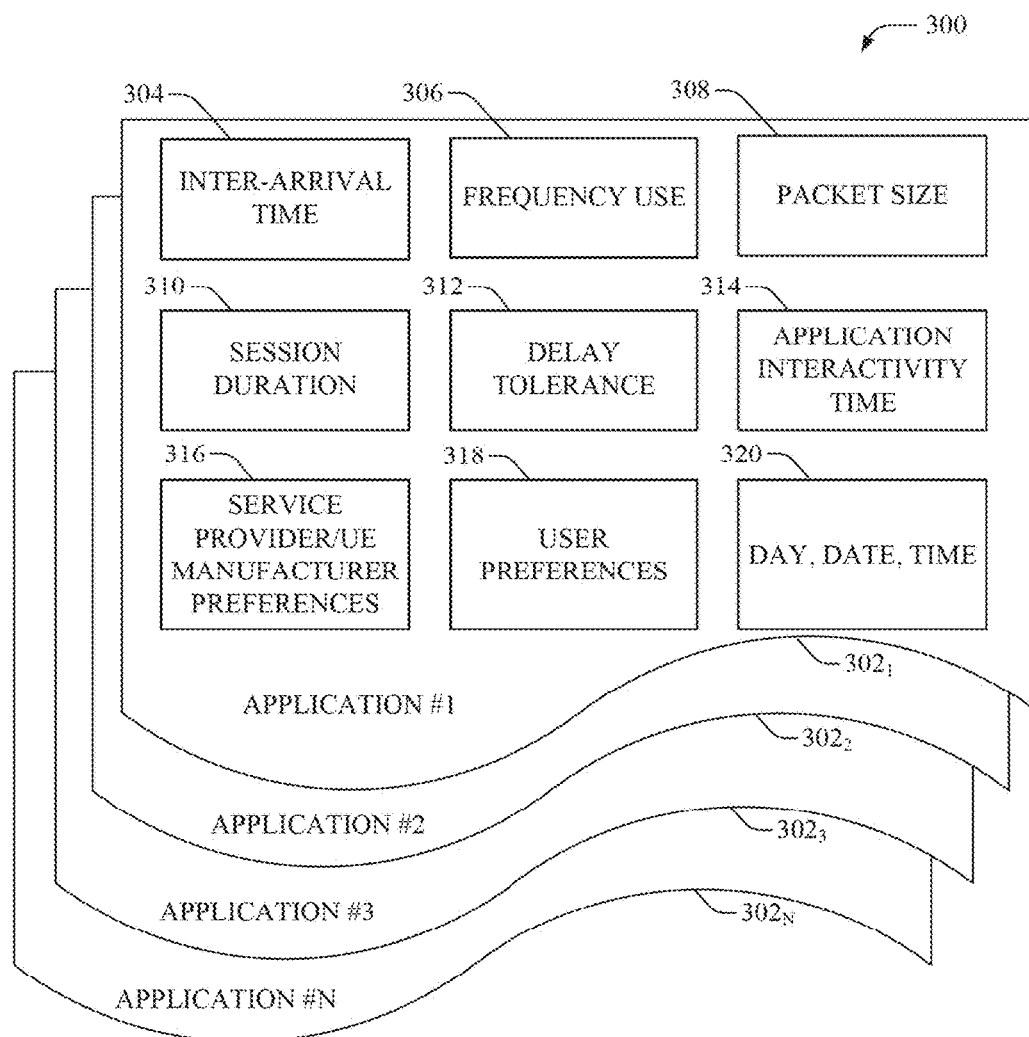 300
304
306
308
INTER-ARRIVAL
TIME
FREQUENCY USE
PACKET SIZE
310
312
314
SESSION
DURATION
DELAY
TOLERANCE
APPLICATION
INTERACTIVITY
TIME
316
318
320
SERVICE
PROVIDER/UE
MANUFACTURER
PREFERENCES
USER
PREFERENCES
DAY, DATE, TIME
302₁
APPLICATION #1
302₂
APPLICATION #2
302₃
APPLICATION #3
302ₙ
APPLICATION #N